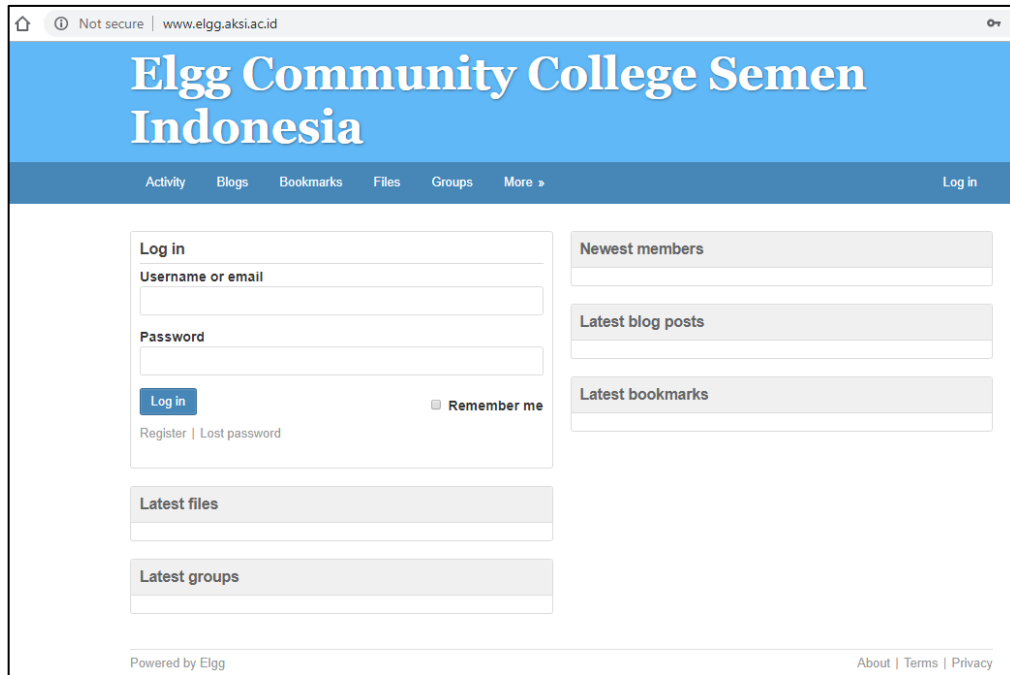 Not secure | www.elgg.aksi.ac.id
Elgg Community College Semen
Indonesia
Activity Blogs Bookmarks Files Groups More » Log in
Log in
Username or email
Password
Log in Remember me
Register | Lost password
Latest files
Latest groups
Newest members
Latest blog posts
Latest bookmarks
Powered by Elgg About | Terms | Privacy